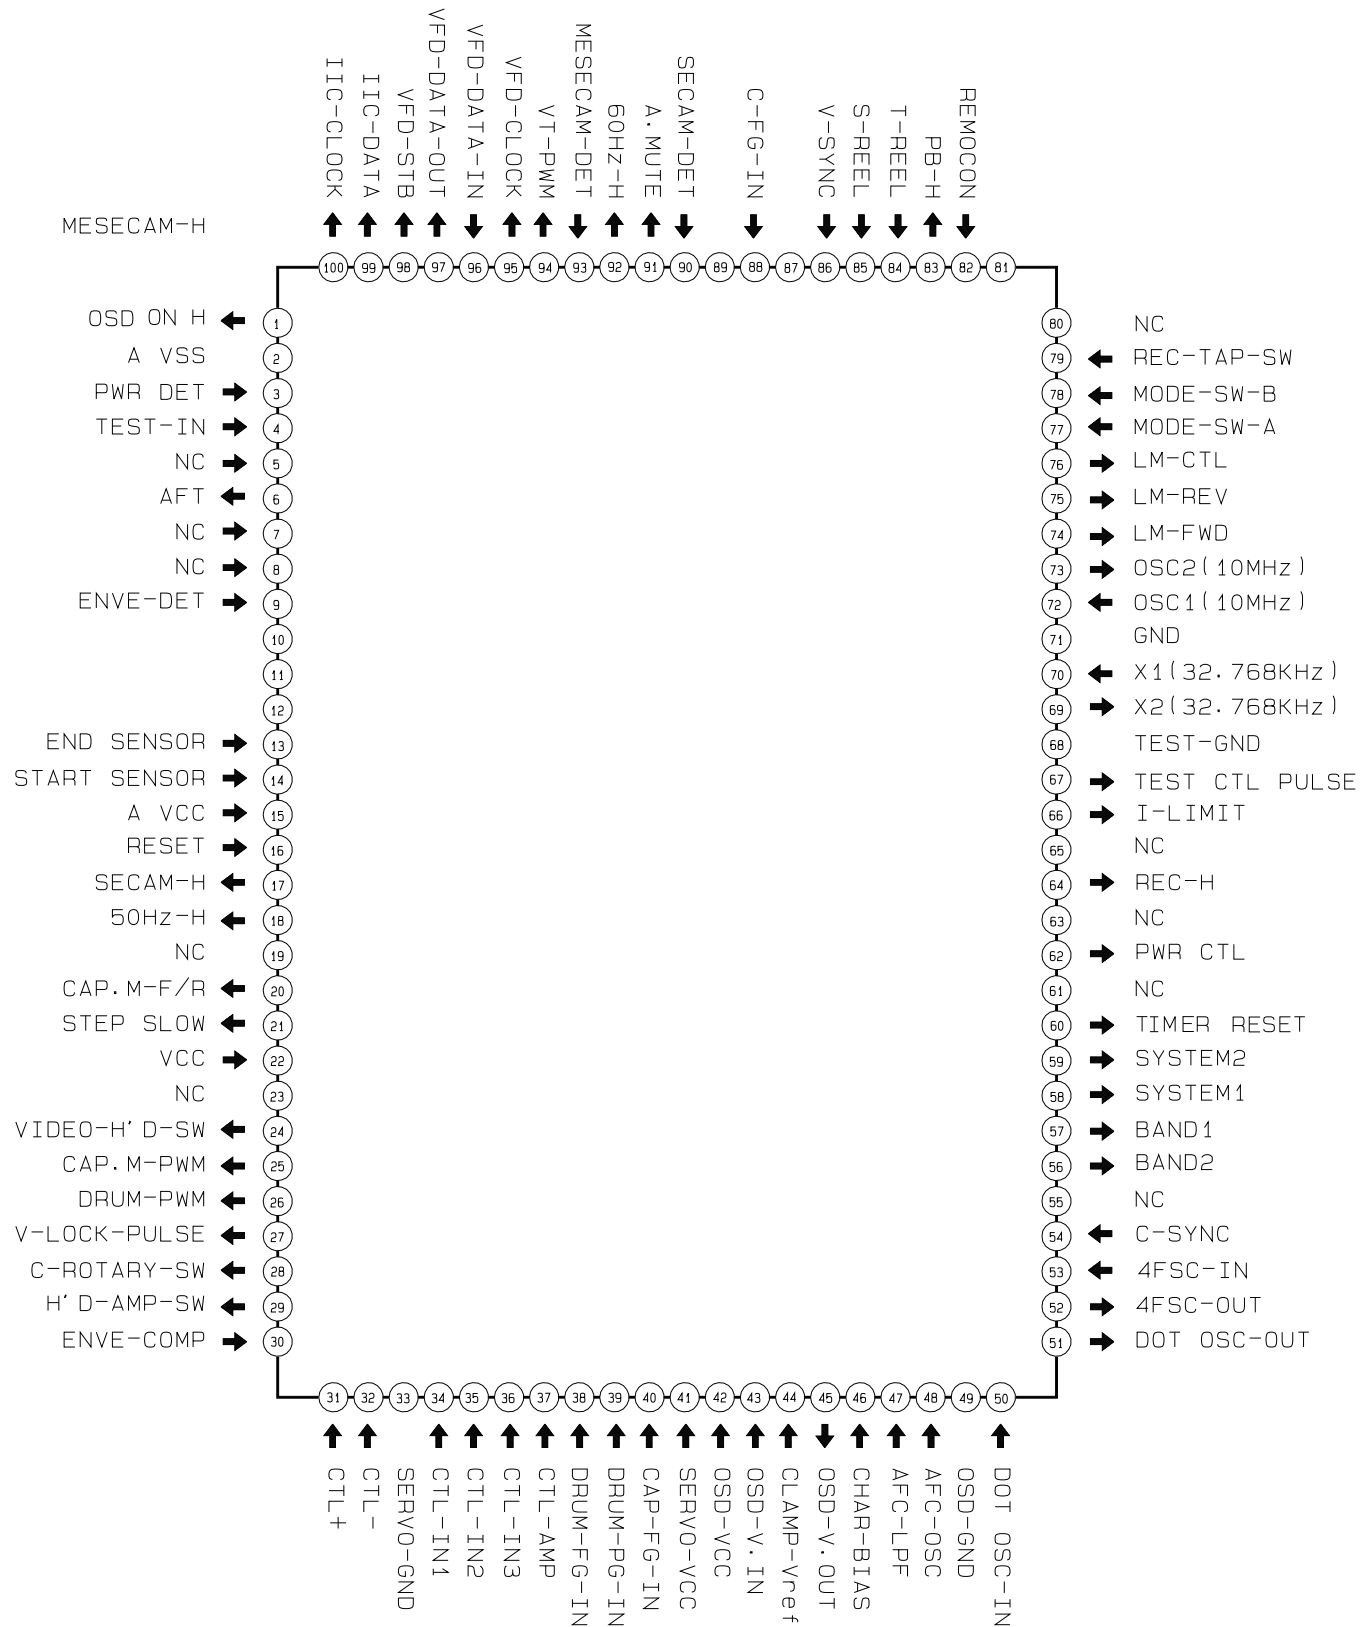 IIC-CLOCK
IIC-DATA
VFD-STB
VFD-DATA-OUT
VFD-DATA-IN
VFD-CLOCK
VT-PWM
MESECAM-DET
60Hz-H
A.MUTE
SECAM-DET
C-FG-IN
V-SYNC
S-REEL
T-REEL
PB-H
REMOCON
MESECAM-H
100 99 98 97 96 95 94 93 92 91 90 89 88 87 86 85 84 83 82 81
OSD ON H 1
A VSS 2
PWR DET 3
TEST-IN 4
NC 5
AFT 6
NC 7
NC 8
ENVE-DET 9
10
11
12
END SENSOR 13
START SENSOR 14
A VCC 15
RESET 16
SECAM-H 17
50Hz-H 18
NC 19
CAP.M-F/R 20
STEP SLOW 21
VCC 22
NC 23
VIDEO-H'D-SW 24
CAP.M-PWM 25
DRUM-PWM 26
V-LOCK-PULSE 27
C-ROTARY-SW 28
H'D-AMP-SW 29
ENVE-COMP 30
80 NC
79 REC-TAP-SW
78 MODE-SW-B
77 MODE-SW-A
76 LM-CTL
75 LM-REV
74 LM-FWD
73 OSC2(10MHz)
72 OSC1(10MHz)
71 GND
70 X1(32.768KHz)
69 X2(32.768KHz)
68 TEST-GND
67 TEST CTL PULSE
66 I-LIMIT
65 NC
64 REC-H
63 NC
62 PWR CTL
61 NC
60 TIMER RESET
59 SYSTEM2
58 SYSTEM1
57 BAND1
56 BAND2
55 NC
54 C-SYNC
53 4FSC-IN
52 4FSC-OUT
51 DOT OSC-OUT
31 32 33 34 35 36 37 38 39 40 41 42 43 44 45 46 47 48 49 50
CTL+
CTL-
SERVO-GND
CTL-IN1
CTL-IN2
CTL-IN3
CTL-AMP
DRUM-FG-IN
DRUM-PG-IN
CAP-FG-IN
SERVO-VCC
OSD-VCC
OSD-V.IN
CLAMP-Vref
OSD-V.OUT
CHAR-BIAS
AFC-LPF
AFC-OSC
OSD-GND
DOT OSC-IN